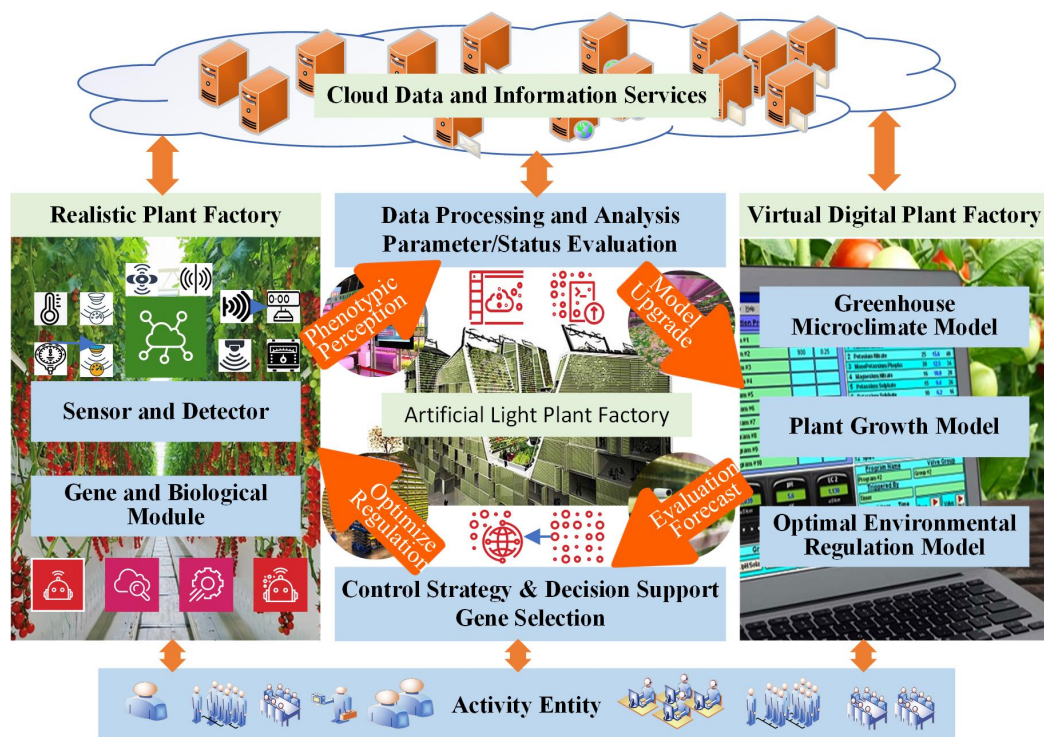 Cloud Data and Information Services
Realistic Plant Factory
Data Processing and Analysis
Parameter/Status Evaluation
Virtual Digital Plant Factory
Phenotypic
Perception
Model
Upgrade
Greenhouse
Microclimate Model
Sensor and Detector
Artificial Light Plant Factory
Plant Growth Model
Gene and Biological
Module
Optimize
Regulation
Evaluation
Forecast
Optimal Environmental
Regulation Model
Control Strategy & Decision Support
Gene Selection
Activity Entity